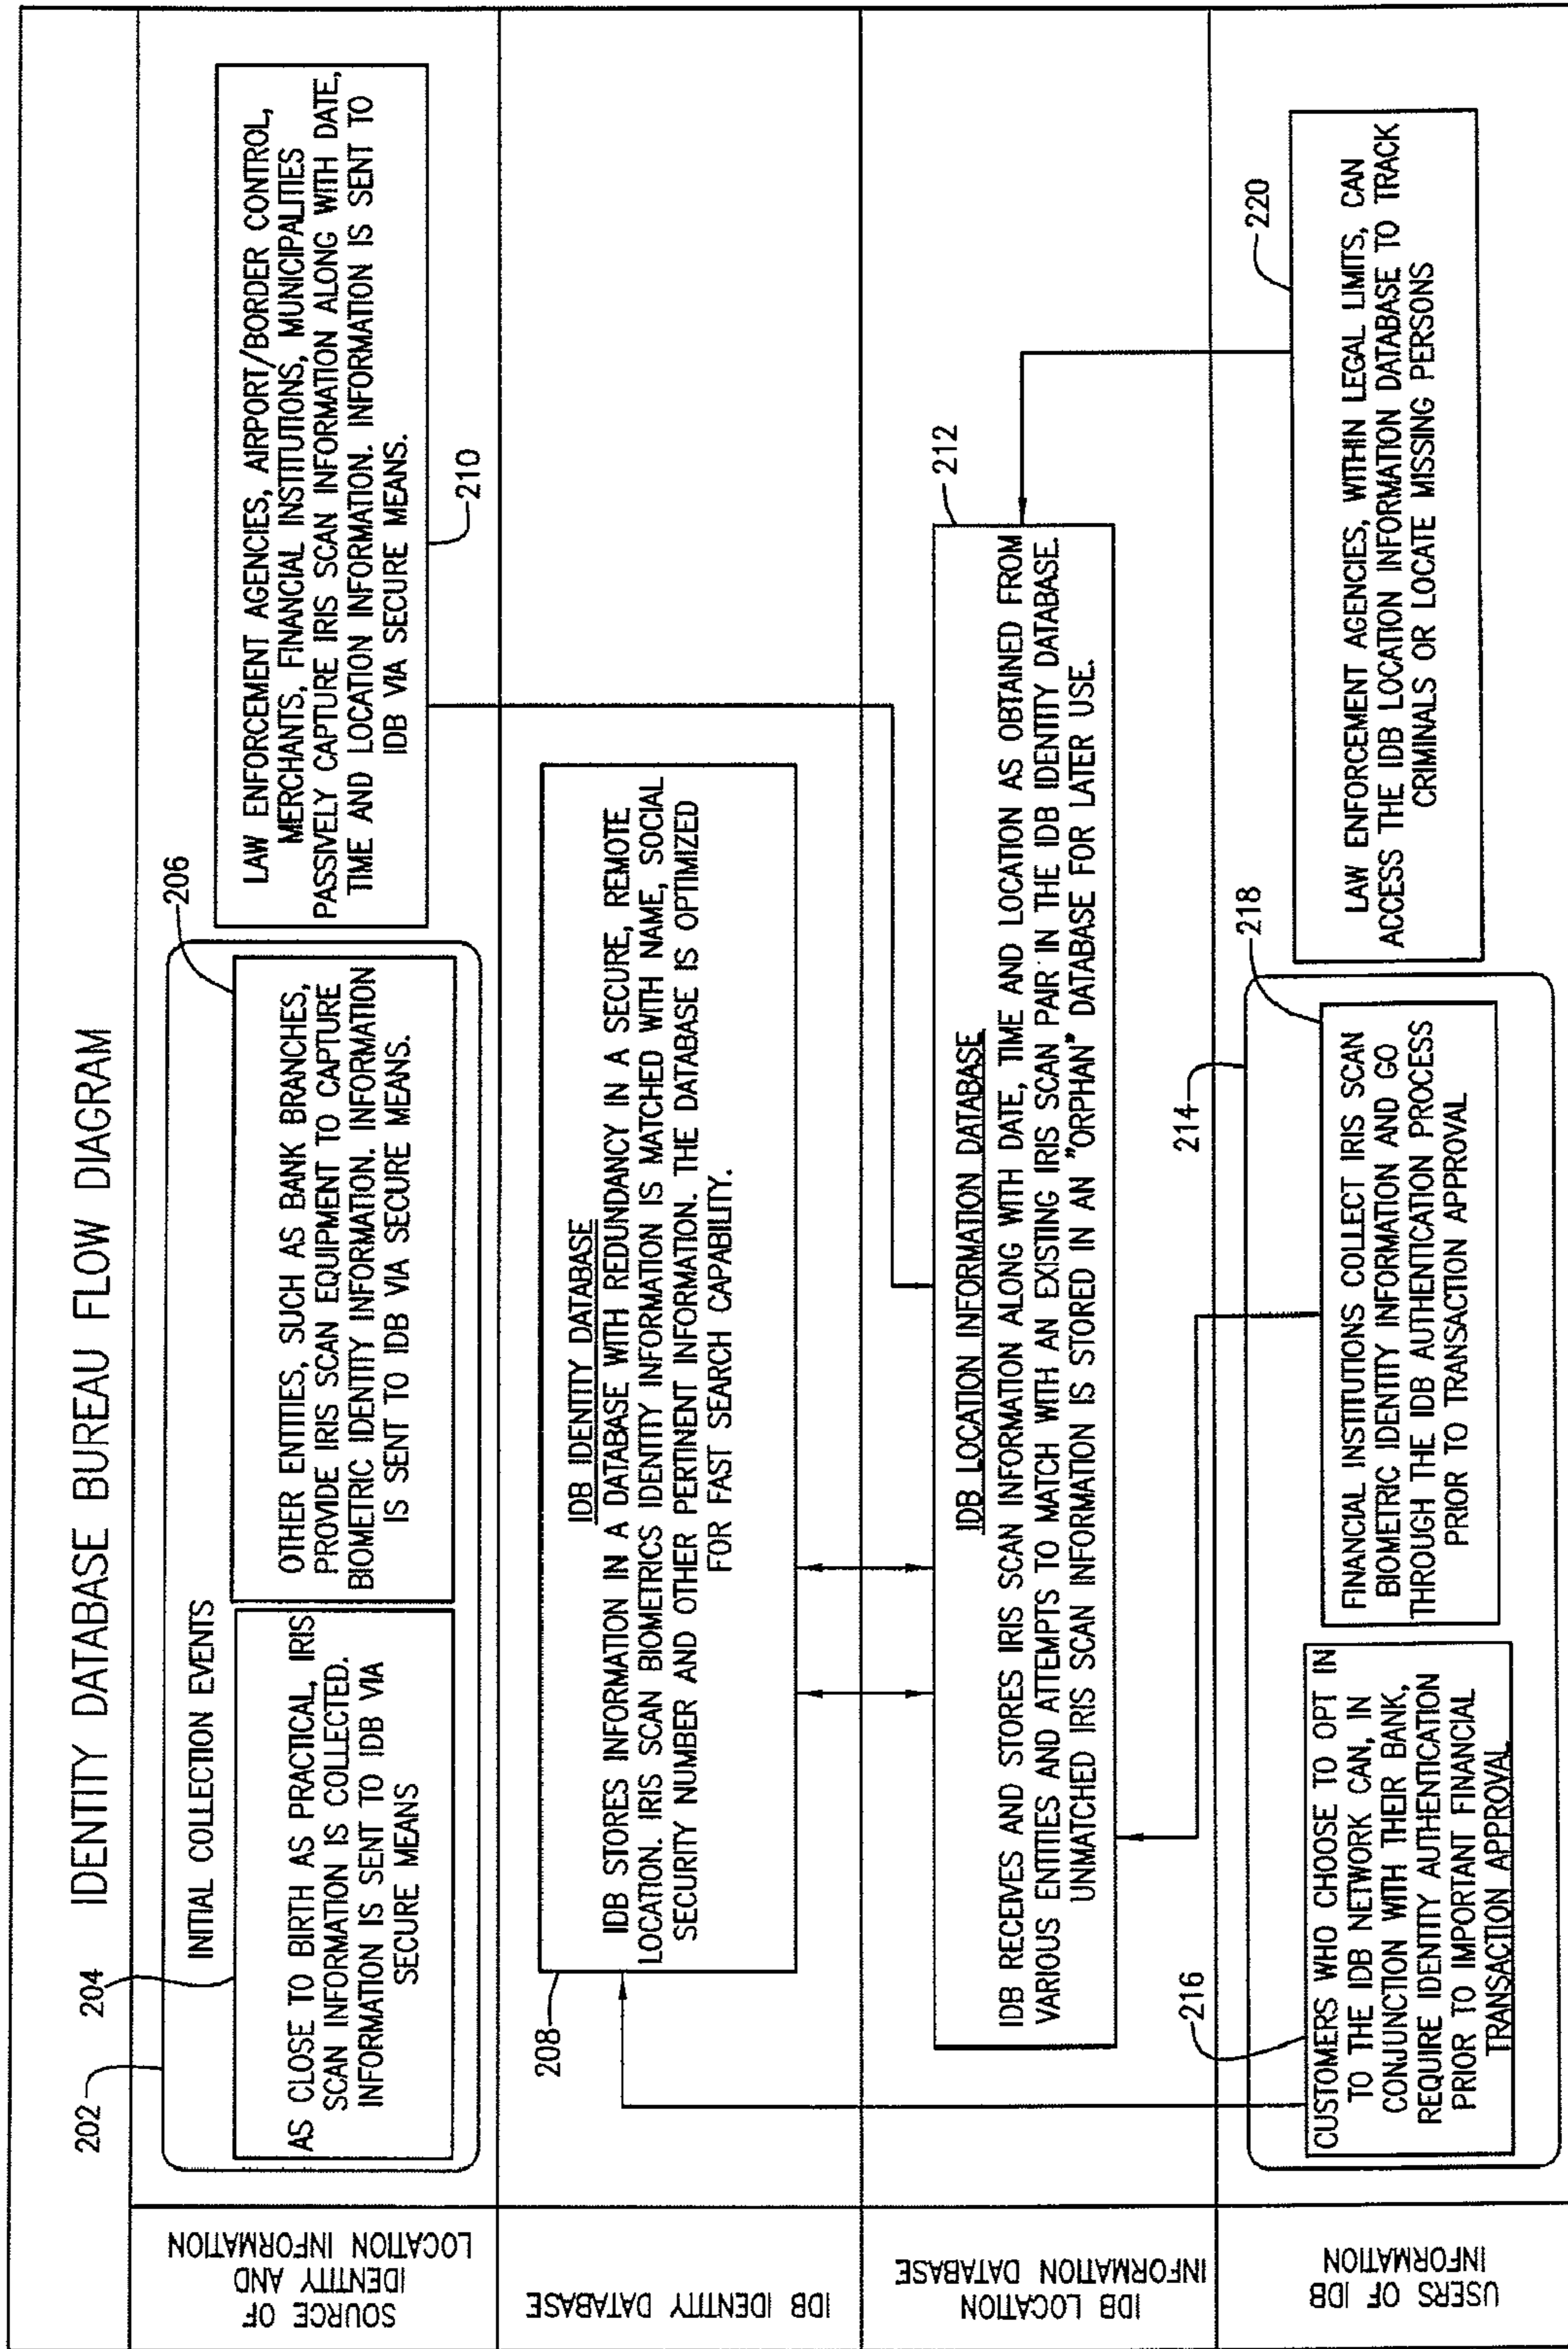 IDENTITY DATABASE BUREAU FLOW DIAGRAM
SOURCE OF
IDENTITY AND
LOCATION INFORMATION
202
204
INITIAL COLLECTION EVENTS
AS CLOSE TO BIRTH AS PRACTICAL, IRIS
SCAN INFORMATION IS COLLECTED.
INFORMATION IS SENT TO IDB VIA
SECURE MEANS
206
OTHER ENTITIES, SUCH AS BANK BRANCHES,
PROVIDE IRIS SCAN EQUIPMENT TO CAPTURE
BIOMETRIC IDENTITY INFORMATION. INFORMATION
IS SENT TO IDB VIA SECURE MEANS.
LAW ENFORCEMENT AGENCIES, AIRPORT/BORDER CONTROL,
MERCHANTS, FINANCIAL INSTITUTIONS, MUNICIPALITIES
PASSIVELY CAPTURE IRIS SCAN INFORMATION ALONG WITH DATE,
TIME AND LOCATION INFORMATION. INFORMATION IS SENT TO
IDB VIA SECURE MEANS.
210
IDB IDENTITY DATABASE
208
IDB IDENTITY DATABASE
IDB STORES INFORMATION IN A DATABASE WITH REDUNDANCY IN A SECURE, REMOTE
LOCATION. IRIS SCAN BIOMETRICS IDENTITY INFORMATION IS MATCHED WITH NAME, SOCIAL
SECURITY NUMBER AND OTHER PERTINENT INFORMATION. THE DATABASE IS OPTIMIZED
FOR FAST SEARCH CAPABILITY.
IDB LOCATION
INFORMATION DATABASE
212
IDB LOCATION INFORMATION DATABASE
IDB RECEIVES AND STORES IRIS SCAN INFORMATION ALONG WITH DATE, TIME AND LOCATION AS OBTAINED FROM
VARIOUS ENTITIES AND ATTEMPTS TO MATCH WITH AN EXISTING IRIS SCAN PAIR IN THE IDB IDENTITY DATABASE.
UNMATCHED IRIS SCAN INFORMATION IS STORED IN AN "ORPHAN" DATABASE FOR LATER USE.
USERS OF IDB
INFORMATION
214
216
CUSTOMERS WHO CHOOSE TO OPT IN
TO THE IDB NETWORK CAN, IN
CONJUNCTION WITH THEIR BANK,
REQUIRE IDENTITY AUTHENTICATION
PRIOR TO IMPORTANT FINANCIAL
TRANSACTION APPROVAL
218
FINANCIAL INSTITUTIONS COLLECT IRIS SCAN
BIOMETRIC IDENTITY INFORMATION AND GO
THROUGH THE IDB AUTHENTICATION PROCESS
PRIOR TO TRANSACTION APPROVAL
220
LAW ENFORCEMENT AGENCIES, WITHIN LEGAL LIMITS, CAN
ACCESS THE IDB LOCATION INFORMATION DATABASE TO TRACK
CRIMINALS OR LOCATE MISSING PERSONS